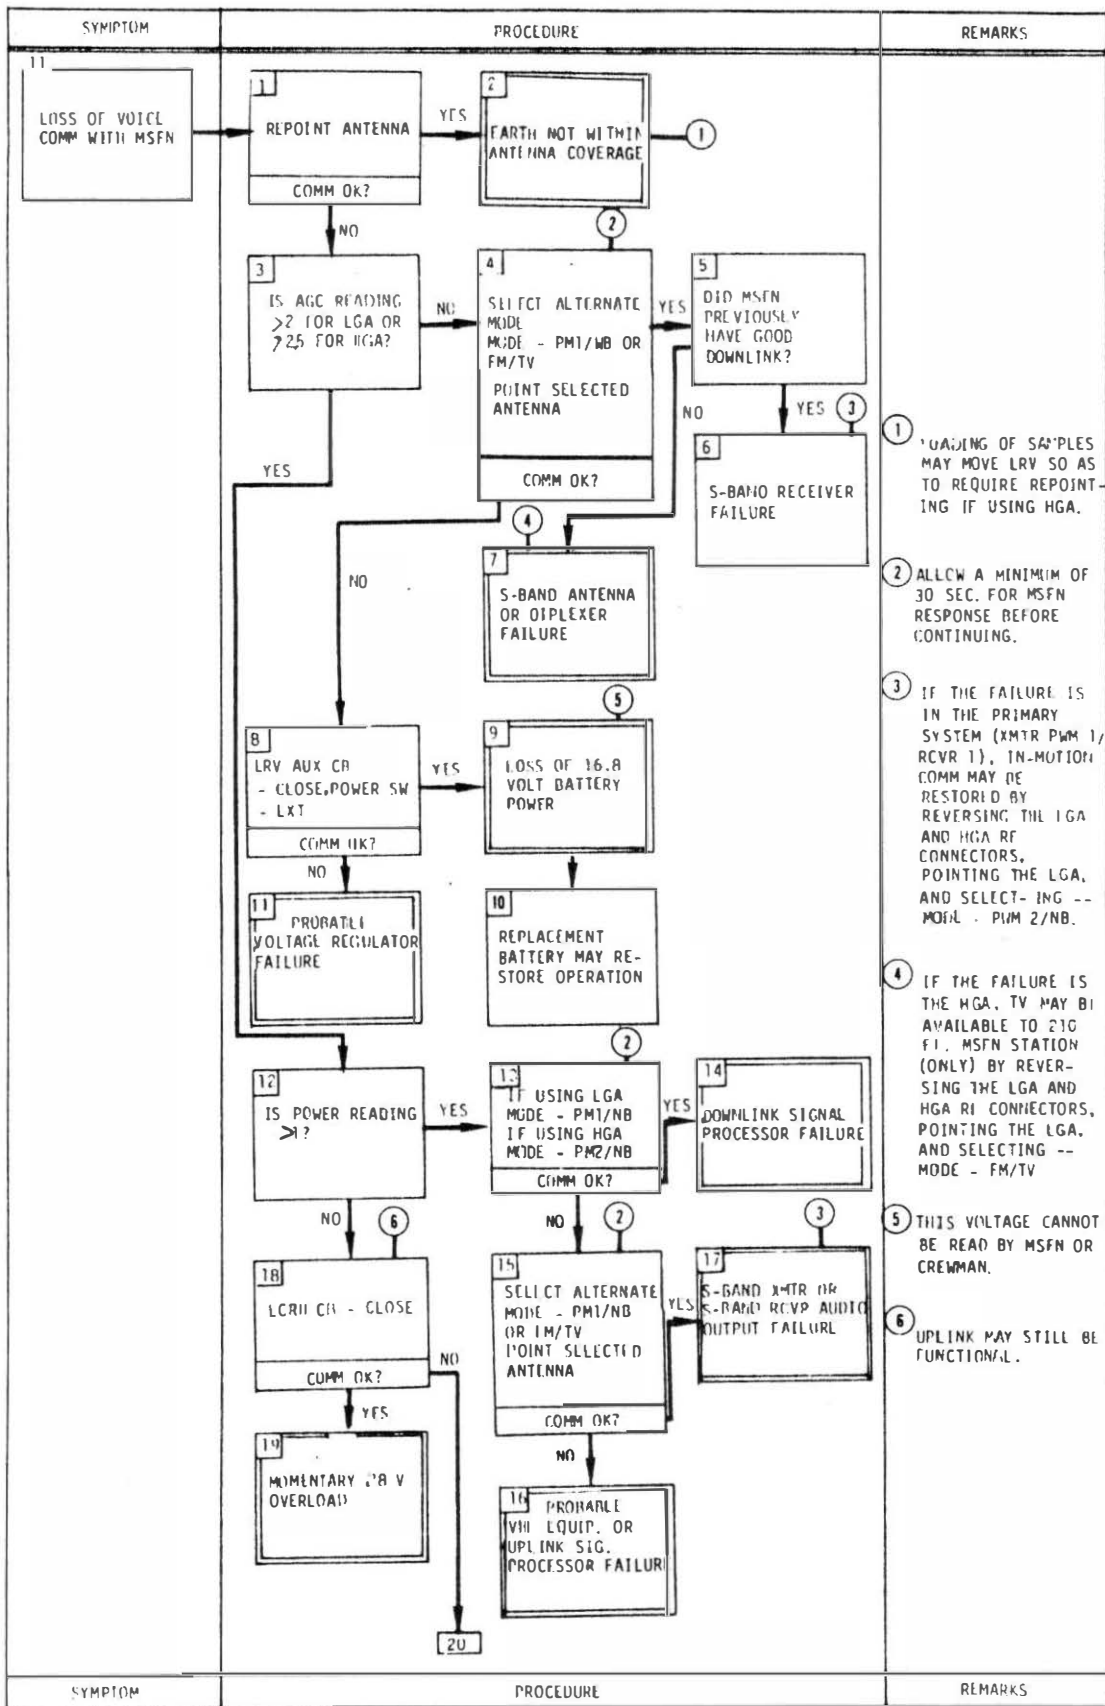 SYMPTOM
PROCEDURE
REMARKS
11
LOSS OF VOICE
COMM WITH MSFN
1
REPOINT ANTENNA
COMM OK?
YES
2
EARTH NOT WITHIN
ANTENNA COVERAGE
1
NO
2
3
IS AGC READING
>2 FOR LGA OR
>2.5 FOR HGA?
NO
4
SELECT ALTERNATE
MODE
MODE - PM1/WB OR
FM/TV
POINT SELECTED
ANTENNA
COMM OK?
YES
5
DID MSFN
PREVIOUSLY
HAVE GOOD
DOWNLINK?
NO
YES
3
YES
6
S-BAND RECEIVER
FAILURE
4
7
S-BAND ANTENNA
OR DIPLEXER
FAILURE
NO
5
8
LRV AUX CB
- CLOSE, POWER SW
- EXT
COMM OK?
YES
9
LOSS OF 16.8
VOLT BATTERY
POWER
NO
11
PROBABLE
VOLTAGE REGULATOR
FAILURE
10
REPLACEMENT
BATTERY MAY RE-
STORE OPERATION
2
12
IS POWER READING
>1?
YES
13
IF USING LGA
MODE - PM1/NB
IF USING HGA
MODE - PM2/NB
COMM OK?
YES
14
DOWNLINK SIGNAL
PROCESSOR FAILURE
NO
6
NO
2
3
18
LCRU CB - CLOSE
COMM OK?
NO
15
SELECT ALTERNATE
MODE - PM1/NB
OR FM/TV
POINT SELECTED
ANTENNA
COMM OK?
YES
17
S-BAND XMTR OR
S-BAND RCVR AUDIO
OUTPUT FAILURE
YES
19
MOMENTARY 28 V
OVERLOAD
NO
16
PROBABLE
VHF EQUIP. OR
UPLINK SIG.
PROCESSOR FAILUR
20
1
LOADING OF SAMPLES
MAY MOVE LRV SO AS
TO REQUIRE REPOINT-
ING IF USING HGA.
2
ALLOW A MINIMUM OF
30 SEC. FOR MSFN
RESPONSE BEFORE
CONTINUING.
3
IF THE FAILURE IS
IN THE PRIMARY
SYSTEM (XMTR PWM 1/
RCVR 1), IN-MOTION
COMM MAY BE
RESTORED BY
REVERSING THE LGA
AND HGA RF
CONNECTORS,
POINTING THE LGA,
AND SELECT- ING --
MODE - PWM 2/NB.
4
IF THE FAILURE IS
THE HGA, TV MAY BE
AVAILABLE TO 210
FT. MSFN STATION
(ONLY) BY REVER-
SING THE LGA AND
HGA RF CONNECTORS,
POINTING THE LGA,
AND SELECTING --
MODE - FM/TV
5
THIS VOLTAGE CANNOT
BE READ BY MSFN OR
CREWMAN.
6
UPLINK MAY STILL BE
FUNCTIONAL.
SYMPTOM
PROCEDURE
REMARKS